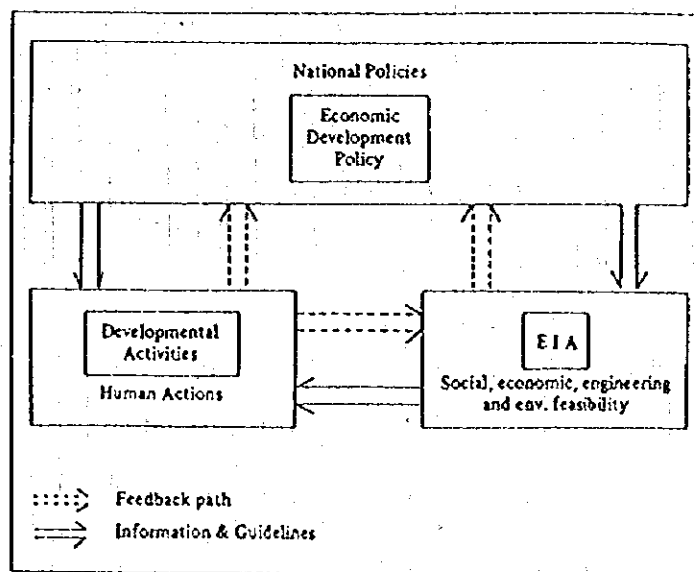 National Policies
Economic
Development
Policy
Developmental
Activities
Human Actions
E I A
Social, economic, engineering
and env. feasibility
Feedback path
Information & Guidelines